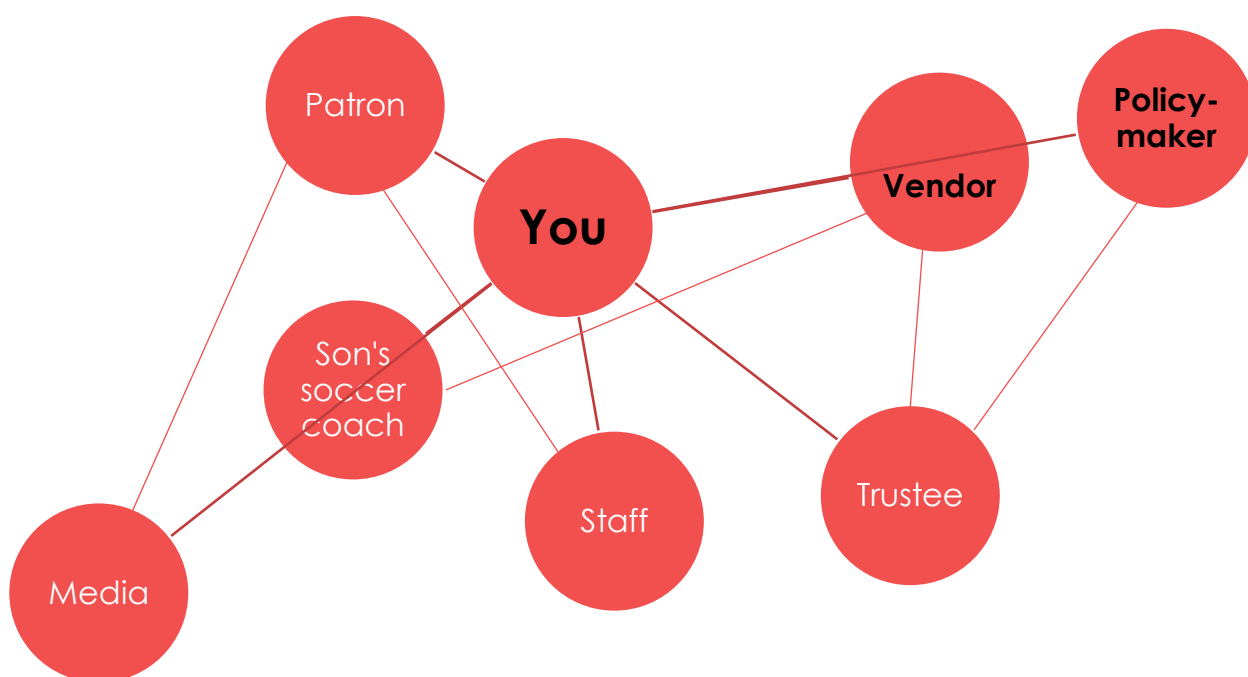 Patron
Policy-
maker
Vendor
You
Son's
soccer
coach
Staff
Trustee
Media